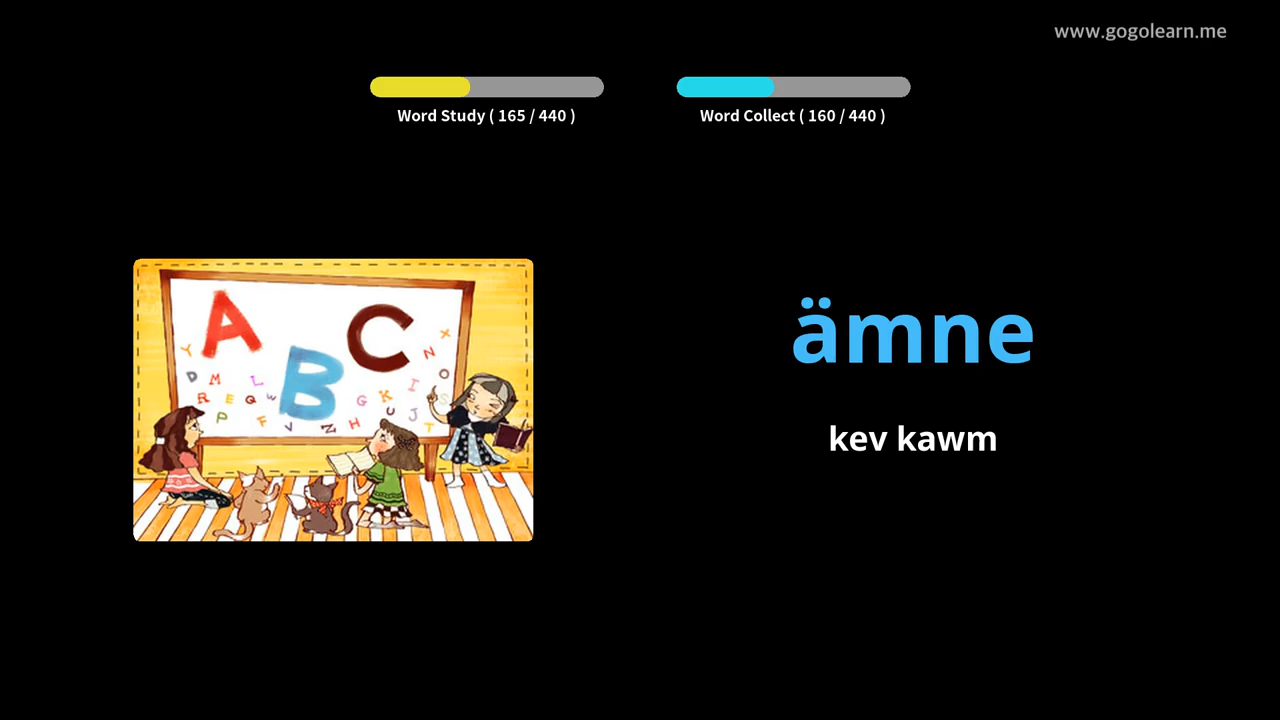 www.gogolearn.me
Word Study ( 165 / 440 )
Word Collect ( 160 / 440 )
A
B
C
ämne
kev kawm